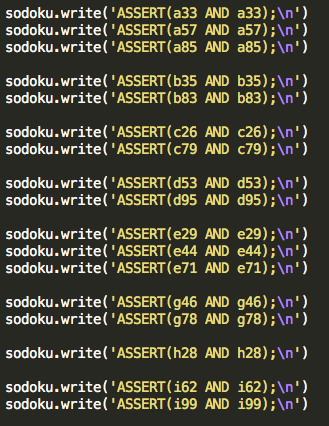 sodoku.write('ASSERT(a33 AND a33);\n')
sodoku.write('ASSERT(a57 AND a57);\n')
sodoku.write('ASSERT(a85 AND a85);\n')
sodoku.write('ASSERT(b35 AND b35);\n')
sodoku.write('ASSERT(b83 AND b83);\n')
sodoku.write('ASSERT(c26 AND c26);\n')
sodoku.write('ASSERT(c79 AND c79);\n')
sodoku.write('ASSERT(d53 AND d53);\n')
sodoku.write('ASSERT(d95 AND d95);\n')
sodoku.write('ASSERT(e29 AND e29);\n')
sodoku.write('ASSERT(e44 AND e44);\n')
sodoku.write('ASSERT(e71 AND e71);\n')
sodoku.write('ASSERT(g46 AND g46);\n')
sodoku.write('ASSERT(g78 AND g78);\n')
sodoku.write('ASSERT(h28 AND h28);\n')
sodoku.write('ASSERT(i62 AND i62);\n')
sodoku.write('ASSERT(i99 AND i99);\n')